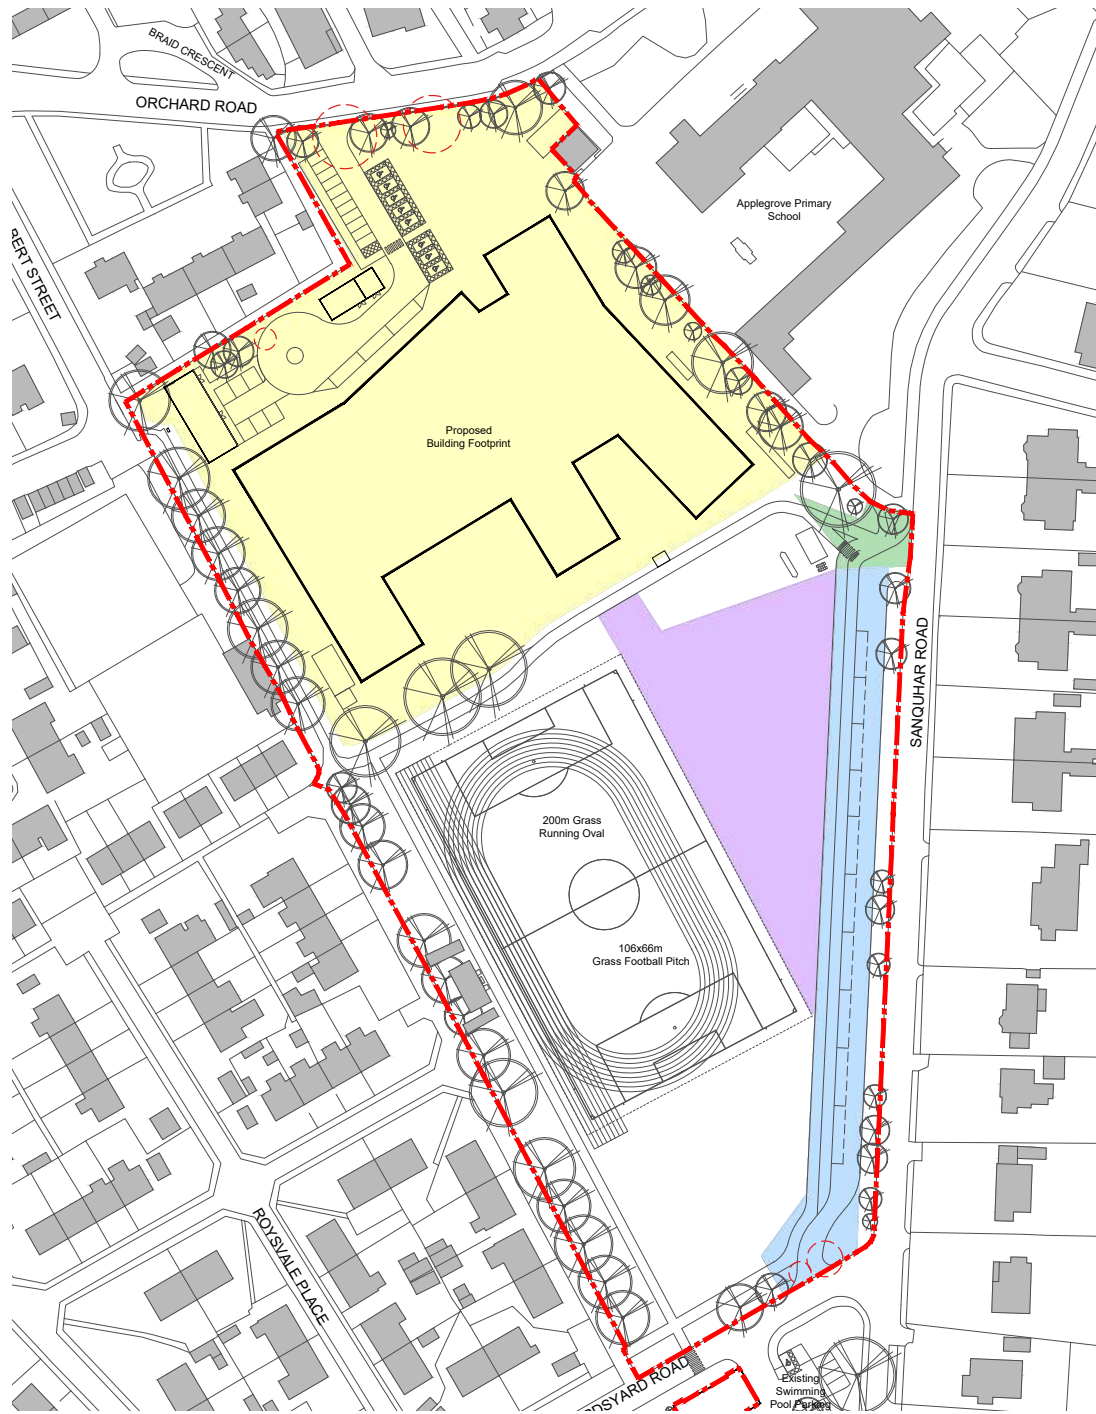 BRAID CRESCENT
ORCHARD ROAD
Applegrove Primary
School
BERT STREET
Proposed
Building Footprint
SANQUHAR ROAD
200m Grass
Running Oval
106x66m
Grass Football Pitch
ROYSVALE PLACE
RDSYARD ROAD
Existing
Swimming
Pool Parking